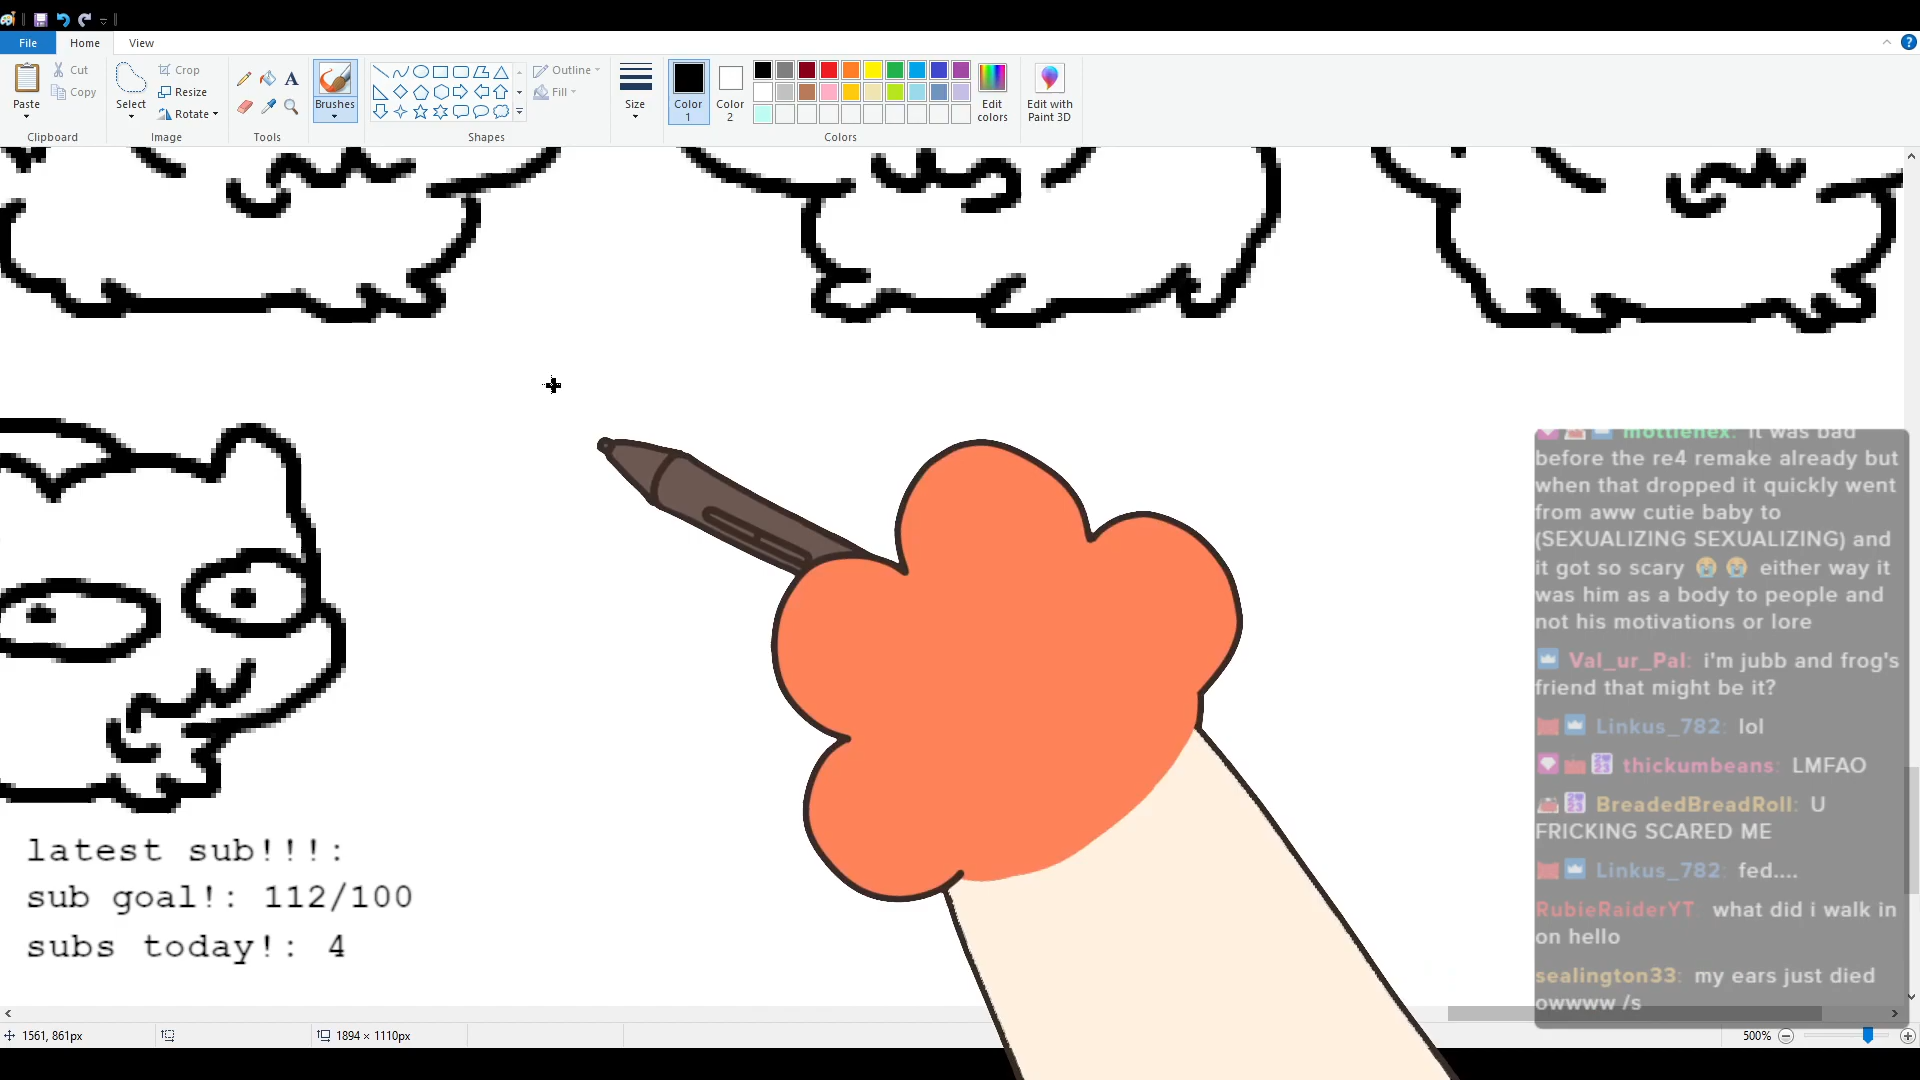 File Home View
Paste
Cut
Copy
Clipboard
Select
Crop
Resize
Rotate
Image
A
Tools
Brushes
Shapes
Outline
Fill
Size
Color 1
Color 2
Colors
Edit colors
Edit with Paint 3D
latest sub!!!:
sub goal!: 112/100
subs today!: 4
mottlehex: it was bad
before the re4 remake already but
when that dropped it quickly went
from aww cutie baby to
(SEXUALIZING SEXUALIZING) and
it got so scary 😭 😭 either way it
was him as a body to people and
not his motivations or lore
Val_ur_Pal: i'm jubb and frog's
friend that might be it?
Linkus_782: lol
thickumbeans: LMFAO
BreadedBreadRoll: U
FRICKING SCARED ME
Linkus_782: fed....
RubieRaiderYT: what did i walk in
on hello
sealington33: my ears just died
owwww /s
1561, 861px
1894 × 1110px
500%